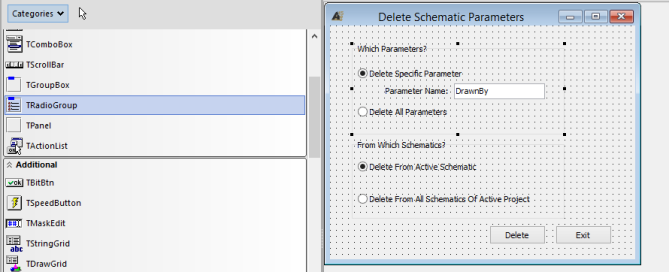 Categories
TComboBox
TScrollBar
TGroupBox
TRadioGroup
TPanel
TActionList
Additional
TBitBtn
TSpeedButton
TMaskEdit
TStringGrid
TDrawGrid
Delete Schematic Parameters
Which Parameters?
Delete Specific Parameter
Parameter Name: DrawnBy
Delete All Parameters
From Which Schematics?
Delete From Active Schematic
Delete From All Schematics Of Active Project
Delete Exit